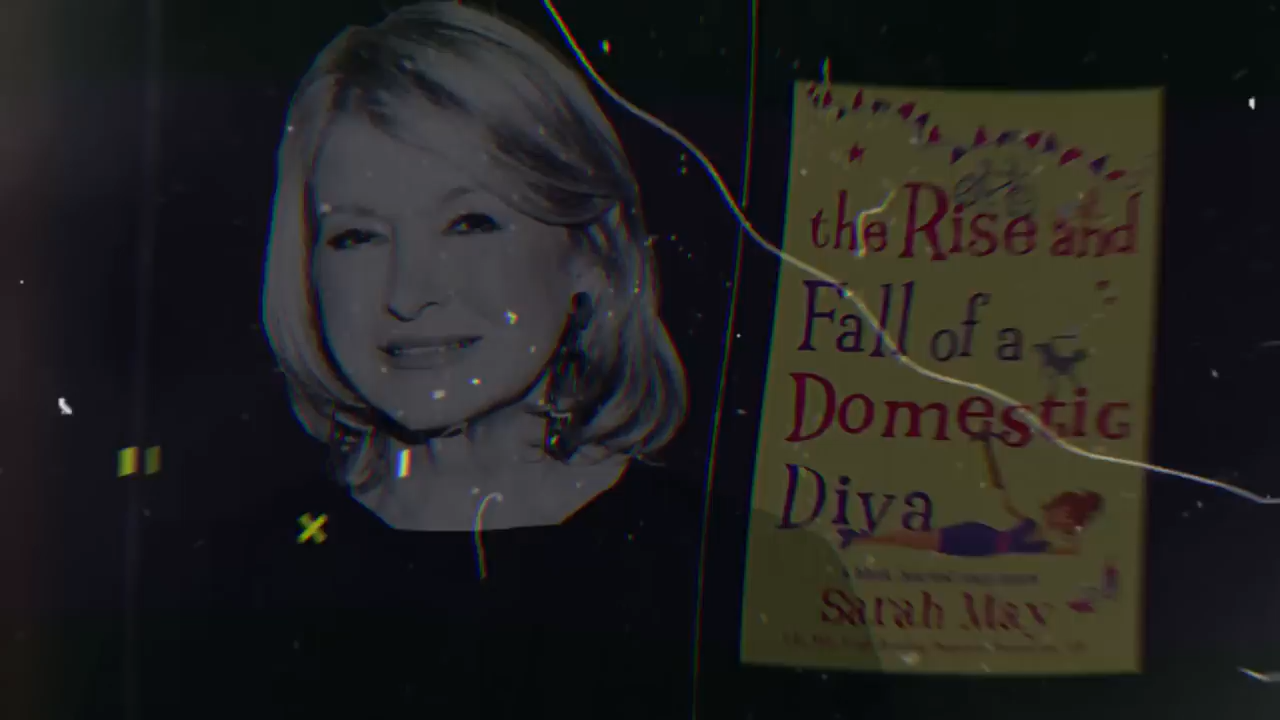 the Rise and
Fall of a
Domestic
Diva
Sarah May